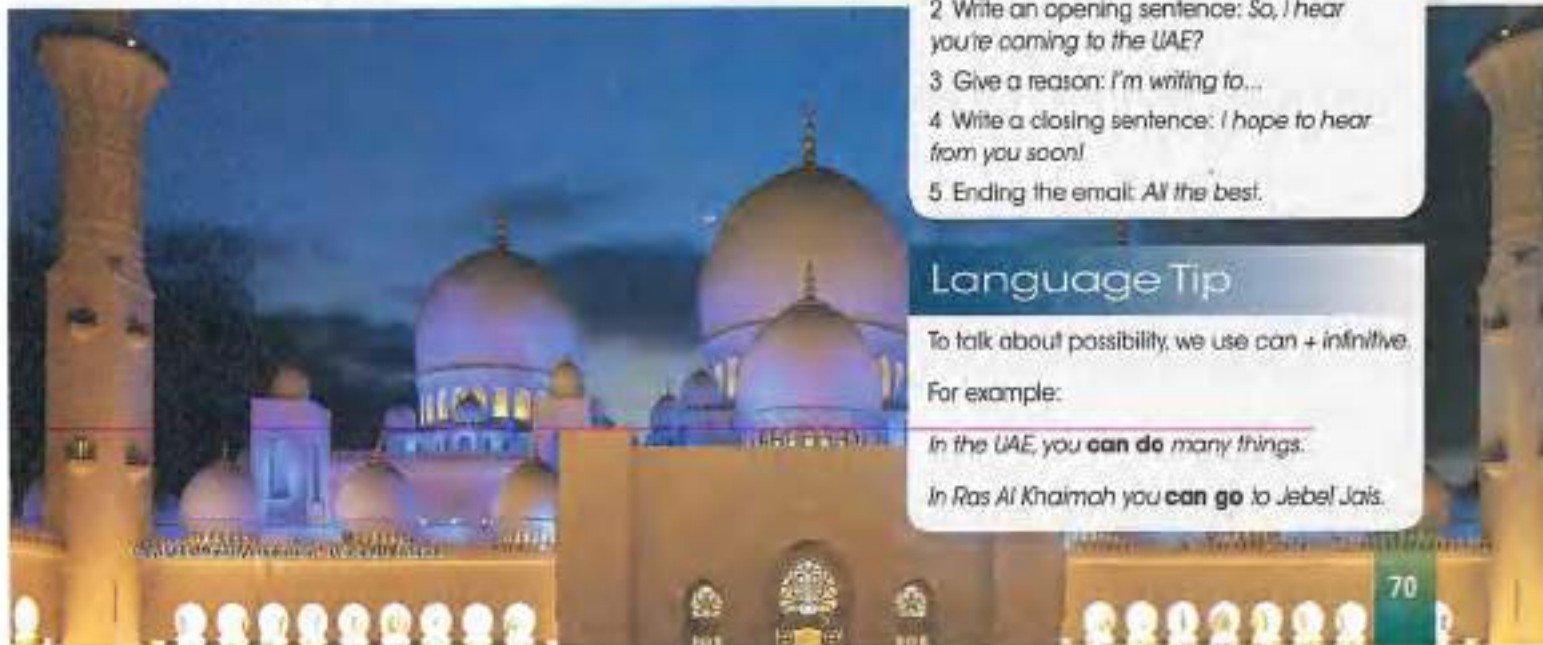 2 Write an opening sentence: So, I hear
you're coming to the UAE?
3 Give a reason: I'm writing to...
4 Write a closing sentence: I hope to hear
from you soon!
5 Ending the email: All the best.
Language Tip
To talk about possibility, we use can + infinitive.
For example:
In the UAE, you can do many things.
In Ras Al Khaimah you can go to Jebel Jais.
70